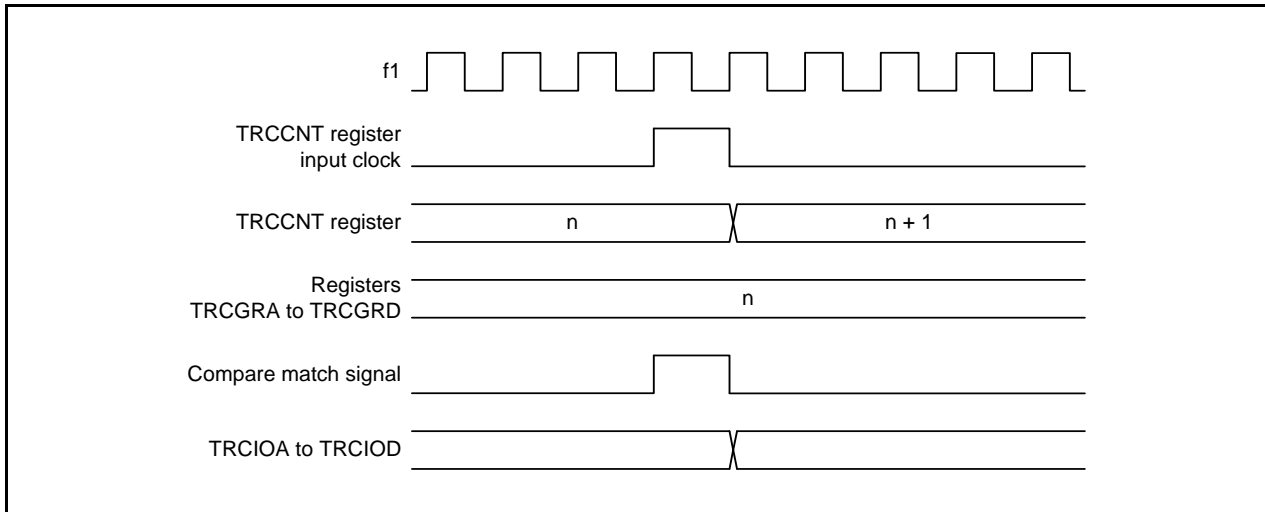 f1
TRCCNT register
input clock
TRCCNT register
n
n + 1
Registers
TRCGRA to TRCGRD
n
Compare match signal
TRCIOA to TRCIOD